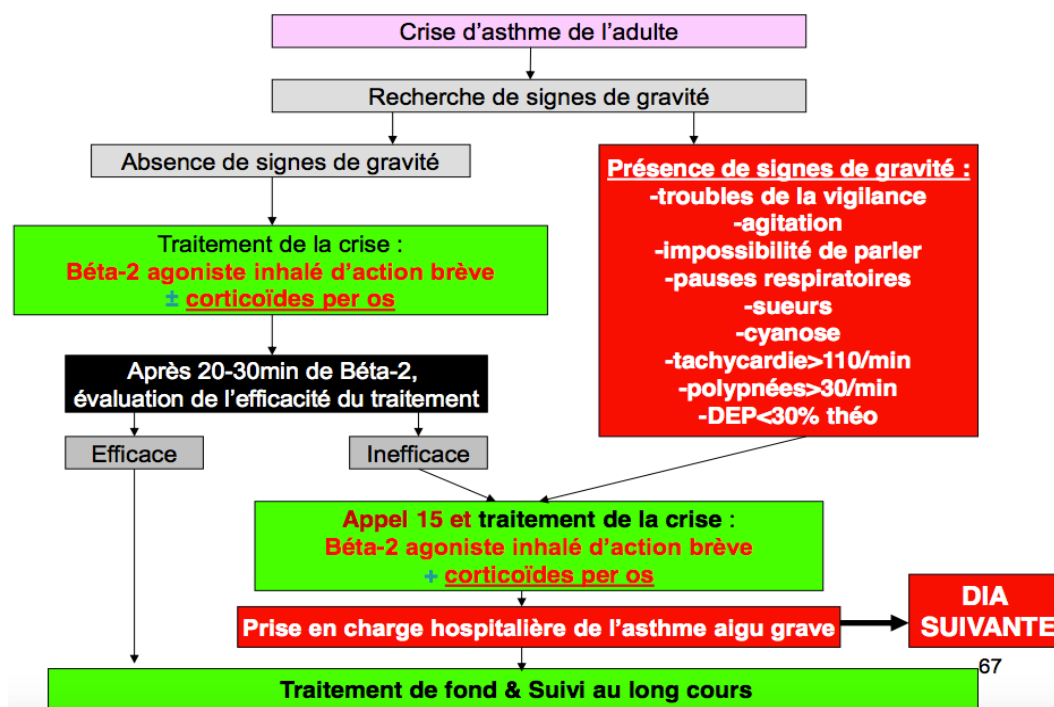 Crise d'asthme de l'adulte
Recherche de signes de gravité
Absence de signes de gravité
Présence de signes de gravité :
-troubles de la vigilance
-agitation
-impossibilité de parler
-pauses respiratoires
-sueurs
-cyanose
-tachycardie>110/min
-polypnées>30/min
-DEP<30% théo
Traitement de la crise :
Béta-2 agoniste inhalé d'action brève
± corticoïdes per os
Après 20-30min de Béta-2,
évaluation de l'efficacité du traitement
Efficace
Inefficace
Appel 15 et traitement de la crise :
Béta-2 agoniste inhalé d'action brève
+ corticoïdes per os
Prise en charge hospitalière de l'asthme aigu grave
DIA
SUIVANTE
67
Traitement de fond & Suivi au long cours